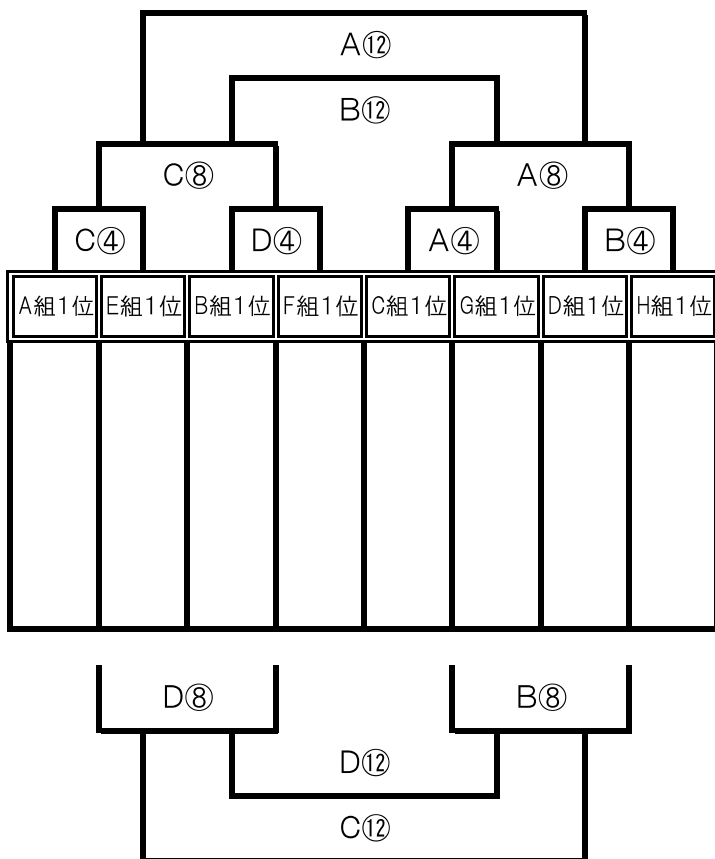 A⑫
B⑫
C⑧ A⑧
C④ D④ A④ B④
A組1位 E組1位 B組1位 F組1位 C組1位 G組1位 D組1位 H組1位
D⑧ B⑧
D⑫
C⑫